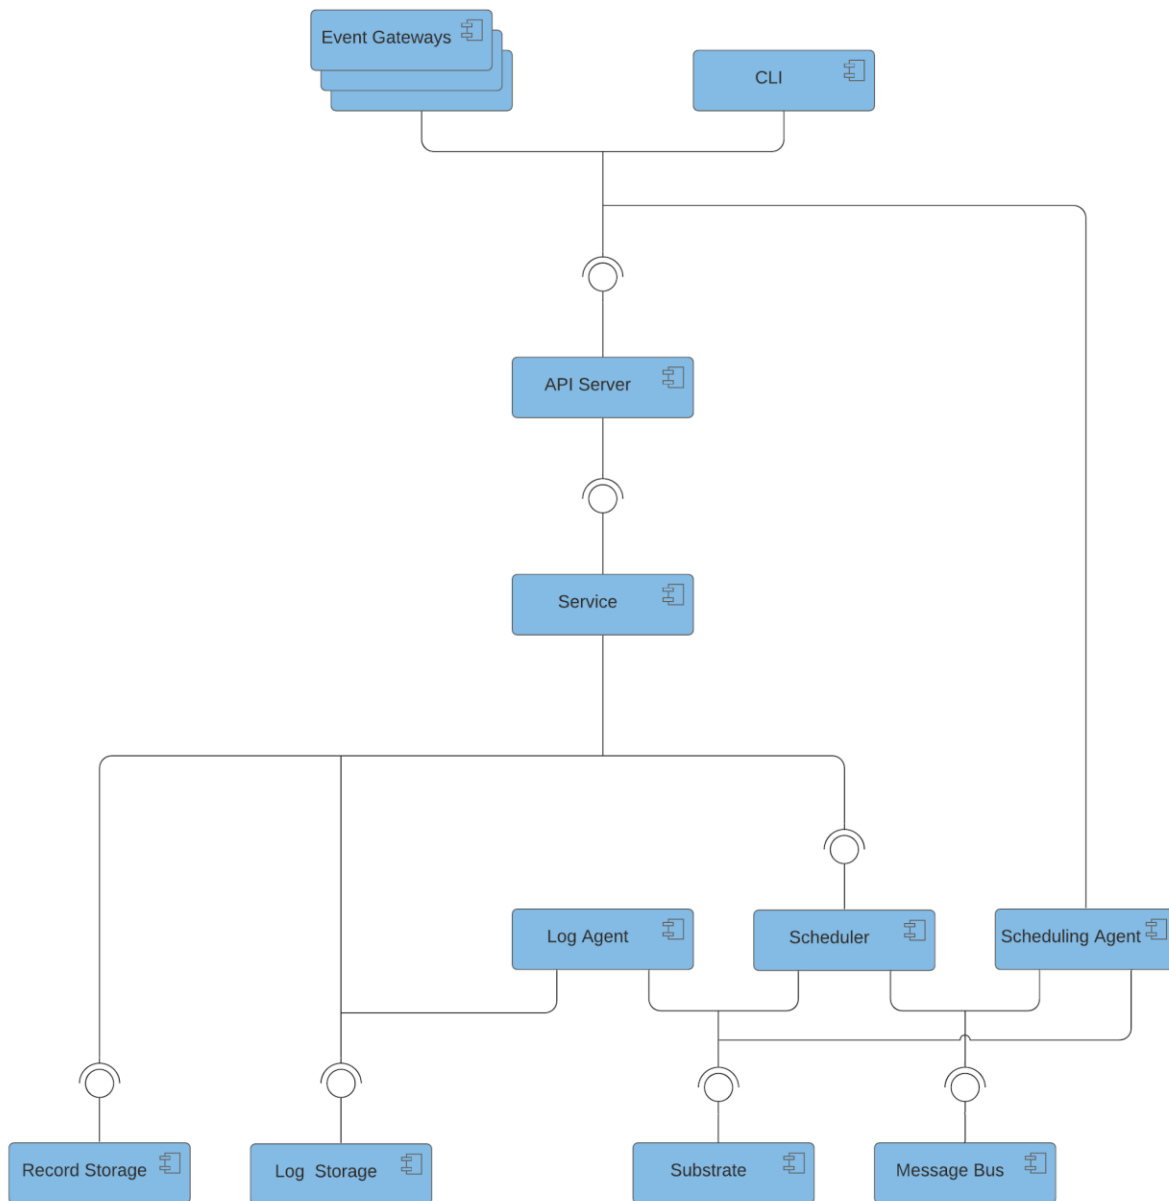 Event Gateways
CLI
API Server
Service
Log Agent
Scheduler
Scheduling Agent
Record Storage
Log Storage
Substrate
Message Bus